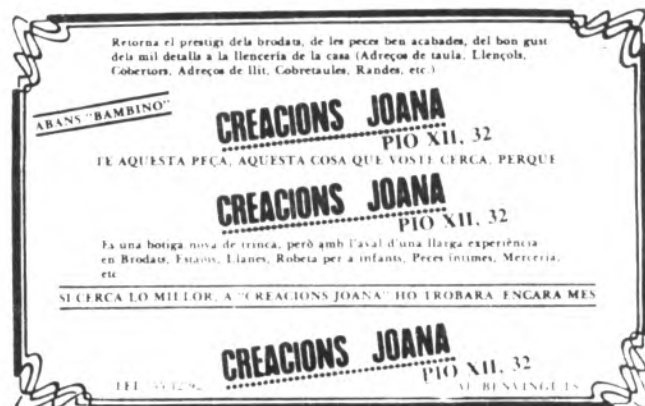 Retorna el prestigi dels brodats, de les peces ben acabades, del bon gust
dels mil detalls a la llenceria de la casa (Adreços de taula, Llençols,
Cobertors, Adreços de llit, Cobretaules, Randes, etc.)
ABANS "BAMBINO"
CREACIONS JOANA
PIO XII, 32
TE AQUESTA PEÇA, AQUESTA COSA QUE VOSTE CERCA, PERQUE
CREACIONS JOANA
PIO XII, 32
Es una botiga nova de trinca, però amb l'aval d'una llarga experiència
en Brodats, Estams, Llanes, Robeta per a infants, Peces íntimes, Merceria,
etc
SI CERCA LO MILLOR, A "CREACIONS JOANA" HO TROBARA ENCARA MES
CREACIONS JOANA
PIO XII, 32
TEL.
BENVINGUTS